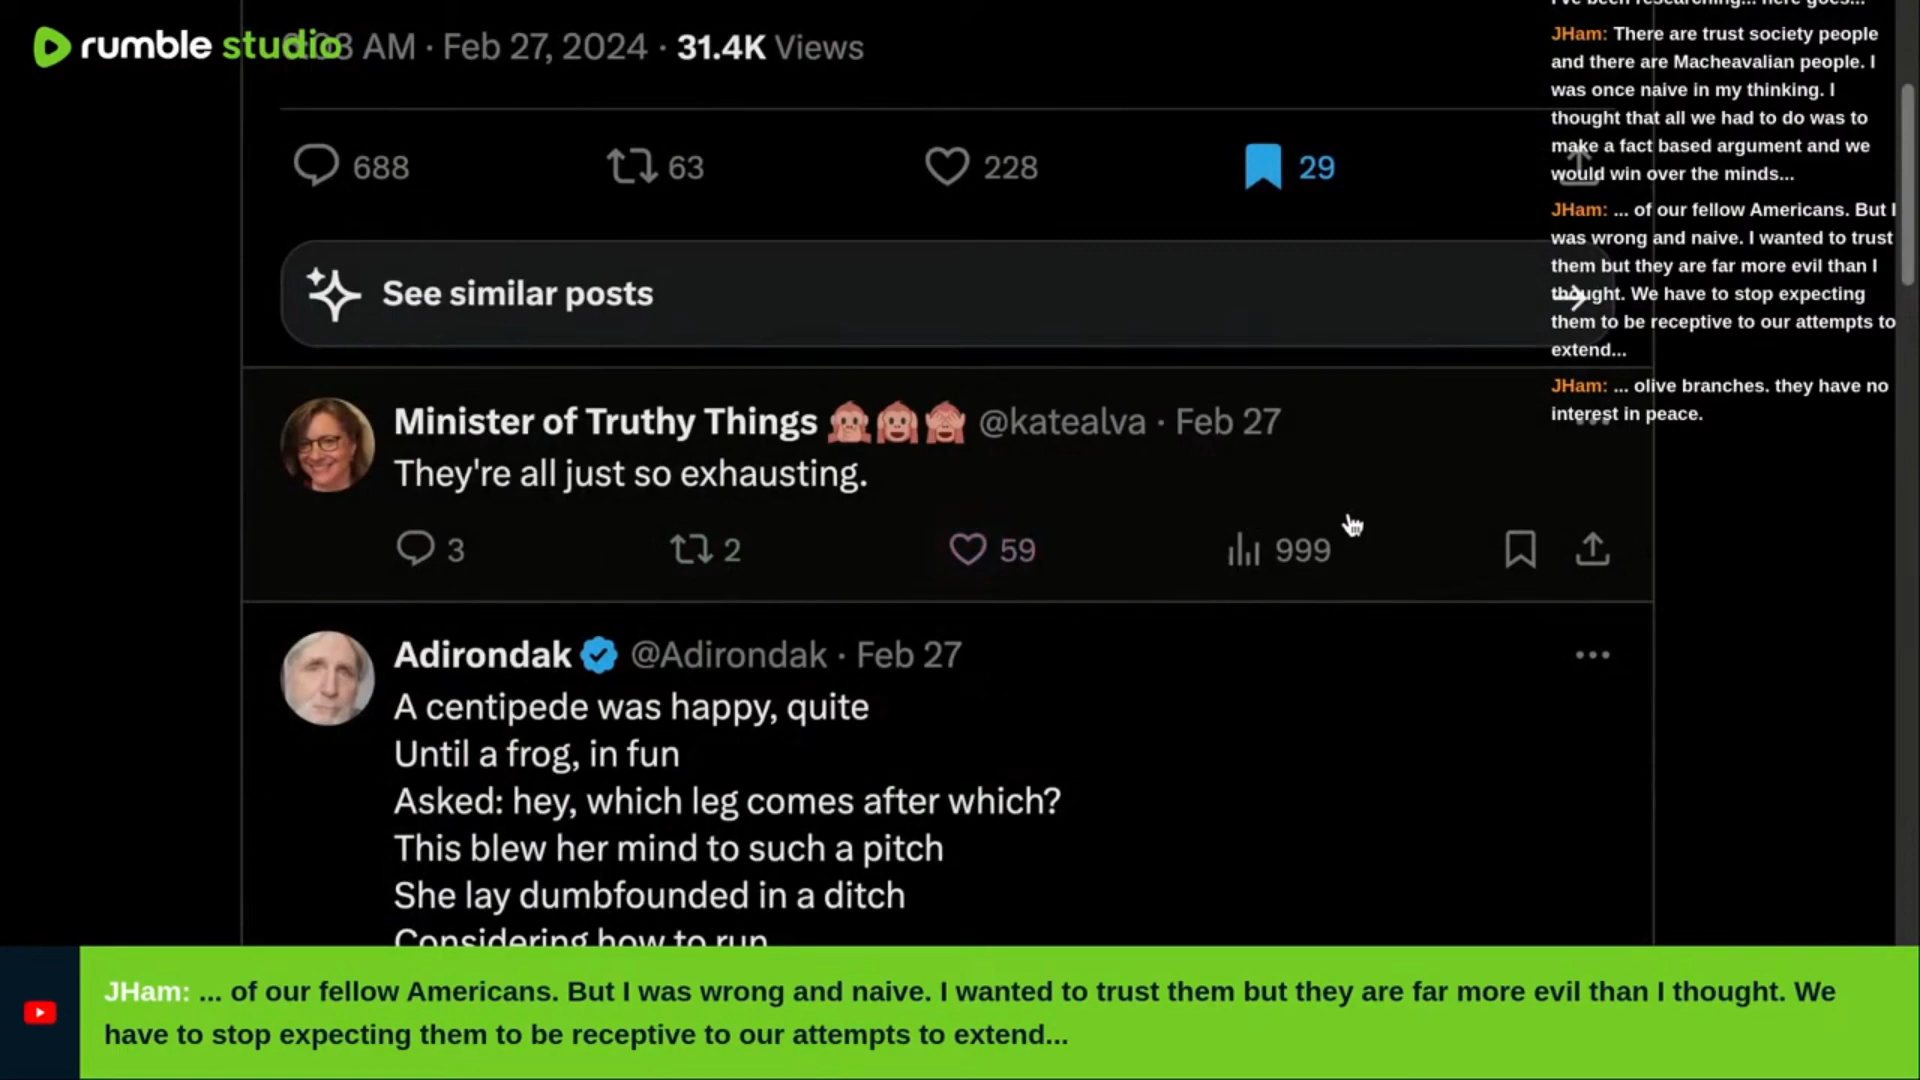 rumble studio
AM · Feb 27, 2024 · 31.4K Views
688
63
228
29
See similar posts
Minister of Truthy Things 🙊🙉🙈 @katealva · Feb 27
They're all just so exhausting.
3
2
59
999
Adirondak @Adirondak · Feb 27
A centipede was happy, quite
Until a frog, in fun
Asked: hey, which leg comes after which?
This blew her mind to such a pitch
She lay dumbfounded in a ditch
Considering how to run
I've been researching... here goes...
JHam: There are trust society people
and there are Macheavalian people. I
was once naive in my thinking. I
thought that all we had to do was to
make a fact based argument and we
would win over the minds...
JHam: ... of our fellow Americans. But I
was wrong and naive. I wanted to trust
them but they are far more evil than I
thought. We have to stop expecting
them to be receptive to our attempts to
extend...
JHam: ... olive branches. they have no
interest in peace.
JHam: ... of our fellow Americans. But I was wrong and naive. I wanted to trust them but they are far more evil than I thought. We
have to stop expecting them to be receptive to our attempts to extend...